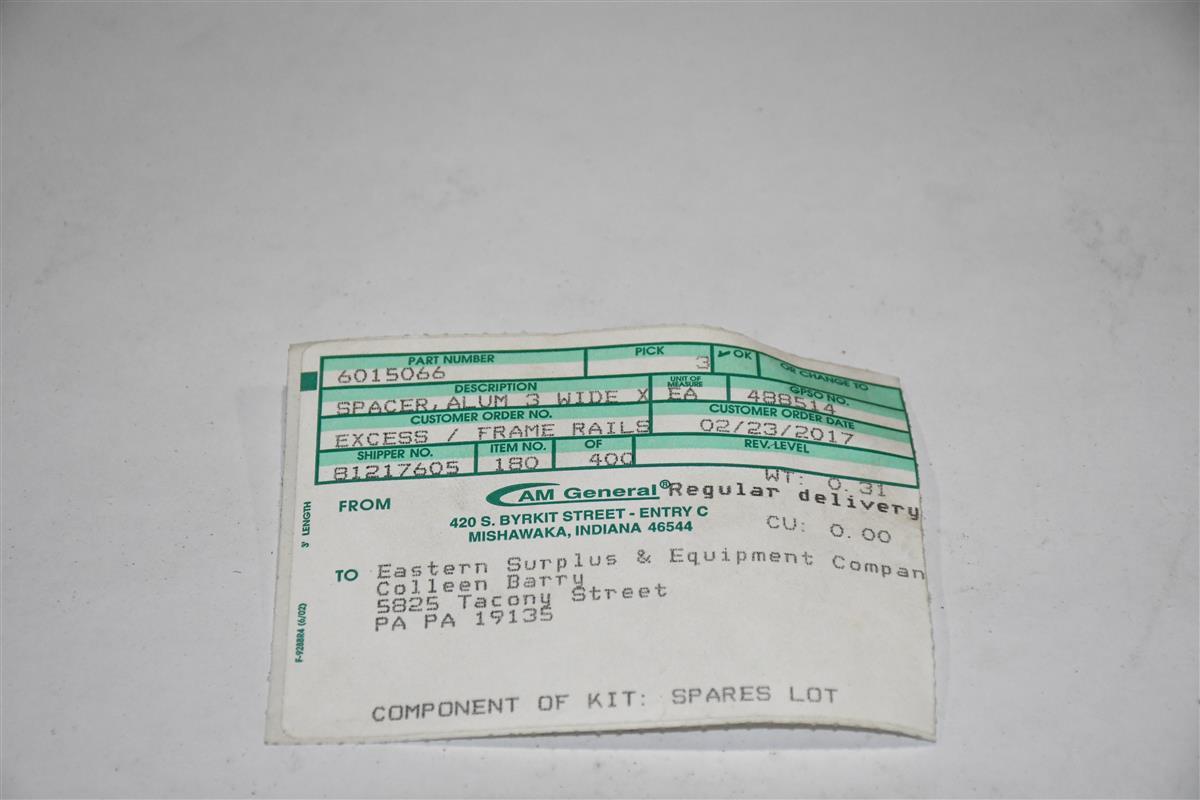 PART NUMBER PICK 3 OK OR CHANGE TO
6015066
DESCRIPTION UNIT OF MEASURE GPSO NO.
SPACER, ALUM 3 WIDE X EA 488514
CUSTOMER ORDER NO. CUSTOMER ORDER DATE
EXCESS / FRAME RAILS 02/23/2017
SHIPPER NO. ITEM NO. OF REV.-LEVEL
81217605 180 400
WT: 0.31
FROM AM General® Regular delivery
420 S. BYRKIT STREET - ENTRY C
MISHAWAKA, INDIANA 46544
CU: 0.00
TO Eastern Surplus & Equipment Compan
Colleen Barry
5825 Tacony Street
PA PA 19135
COMPONENT OF KIT: SPARES LOT
3' LENGTH
F-928BR4 (6/02)